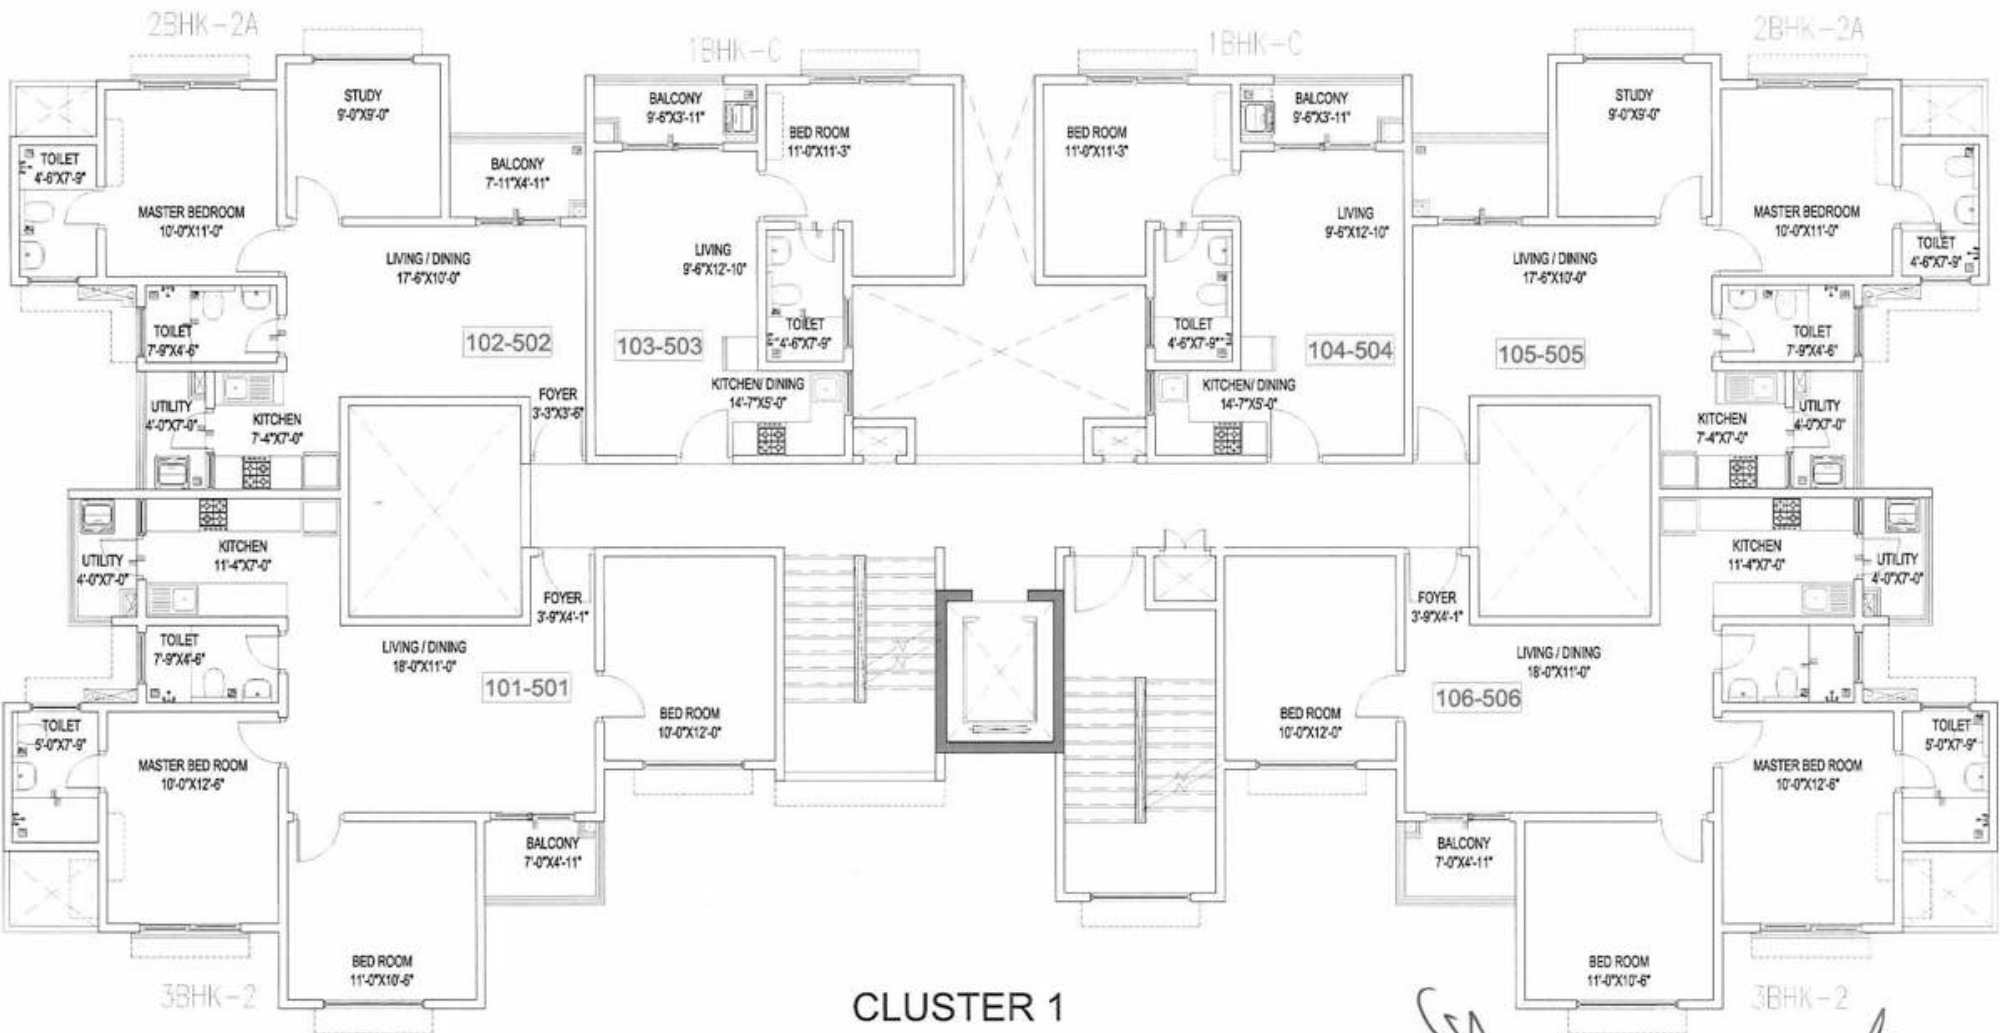 2BHK-2A
1BHK-C
1BHK-C
2BHK-2A
STUDY
9'-0"X9'-0"
BALCONY
9'-6"X3'-11"
BED ROOM
11'-0"X11'-3"
BED ROOM
11'-0"X11'-3"
BALCONY
9'-6"X3'-11"
STUDY
9'-0"X9'-0"
TOILET
4'-6"X7'-9"
BALCONY
7'-11"X4'-11"
MASTER BEDROOM
10'-0"X11'-0"
LIVING / DINING
17'-6"X10'-0"
LIVING
9'-6"X12'-10"
LIVING
9'-6"X12'-10"
LIVING / DINING
17'-6"X10'-0"
MASTER BEDROOM
10'-0"X11'-0"
TOILET
4'-6"X7'-9"
TOILET
7'-9"X4'-6"
102-502
103-503
TOILET
4'-6"X7'-9"
TOILET
4'-6"X7'-9"
104-504
105-505
TOILET
7'-9"X4'-6"
UTILITY
4'-0"X7'-0"
KITCHEN
7'-4"X7'-0"
FOYER
3'-3"X3'-6"
KITCHEN/ DINING
14'-7"X5'-0"
KITCHEN/ DINING
14'-7"X5'-0"
KITCHEN
7'-4"X7'-0"
UTILITY
4'-0"X7'-0"
UTILITY
4'-0"X7'-0"
KITCHEN
11'-4"X7'-0"
FOYER
3'-9"X4'-1"
FOYER
3'-9"X4'-1"
KITCHEN
11'-4"X7'-0"
UTILITY
4'-0"X7'-0"
TOILET
7'-9"X4'-6"
LIVING / DINING
18'-0"X11'-0"
101-501
LIVING / DINING
18'-0"X11'-0"
106-506
TOILET
5'-0"X7'-9"
MASTER BED ROOM
10'-0"X12'-6"
BED ROOM
10'-0"X12'-0"
BED ROOM
10'-0"X12'-0"
MASTER BED ROOM
10'-0"X12'-6"
TOILET
5'-0"X7'-9"
BALCONY
7'-0"X4'-11"
BALCONY
7'-0"X4'-11"
BED ROOM
11'-0"X10'-6"
BED ROOM
11'-0"X10'-6"
3BHK-2
CLUSTER 1
3BHK-2